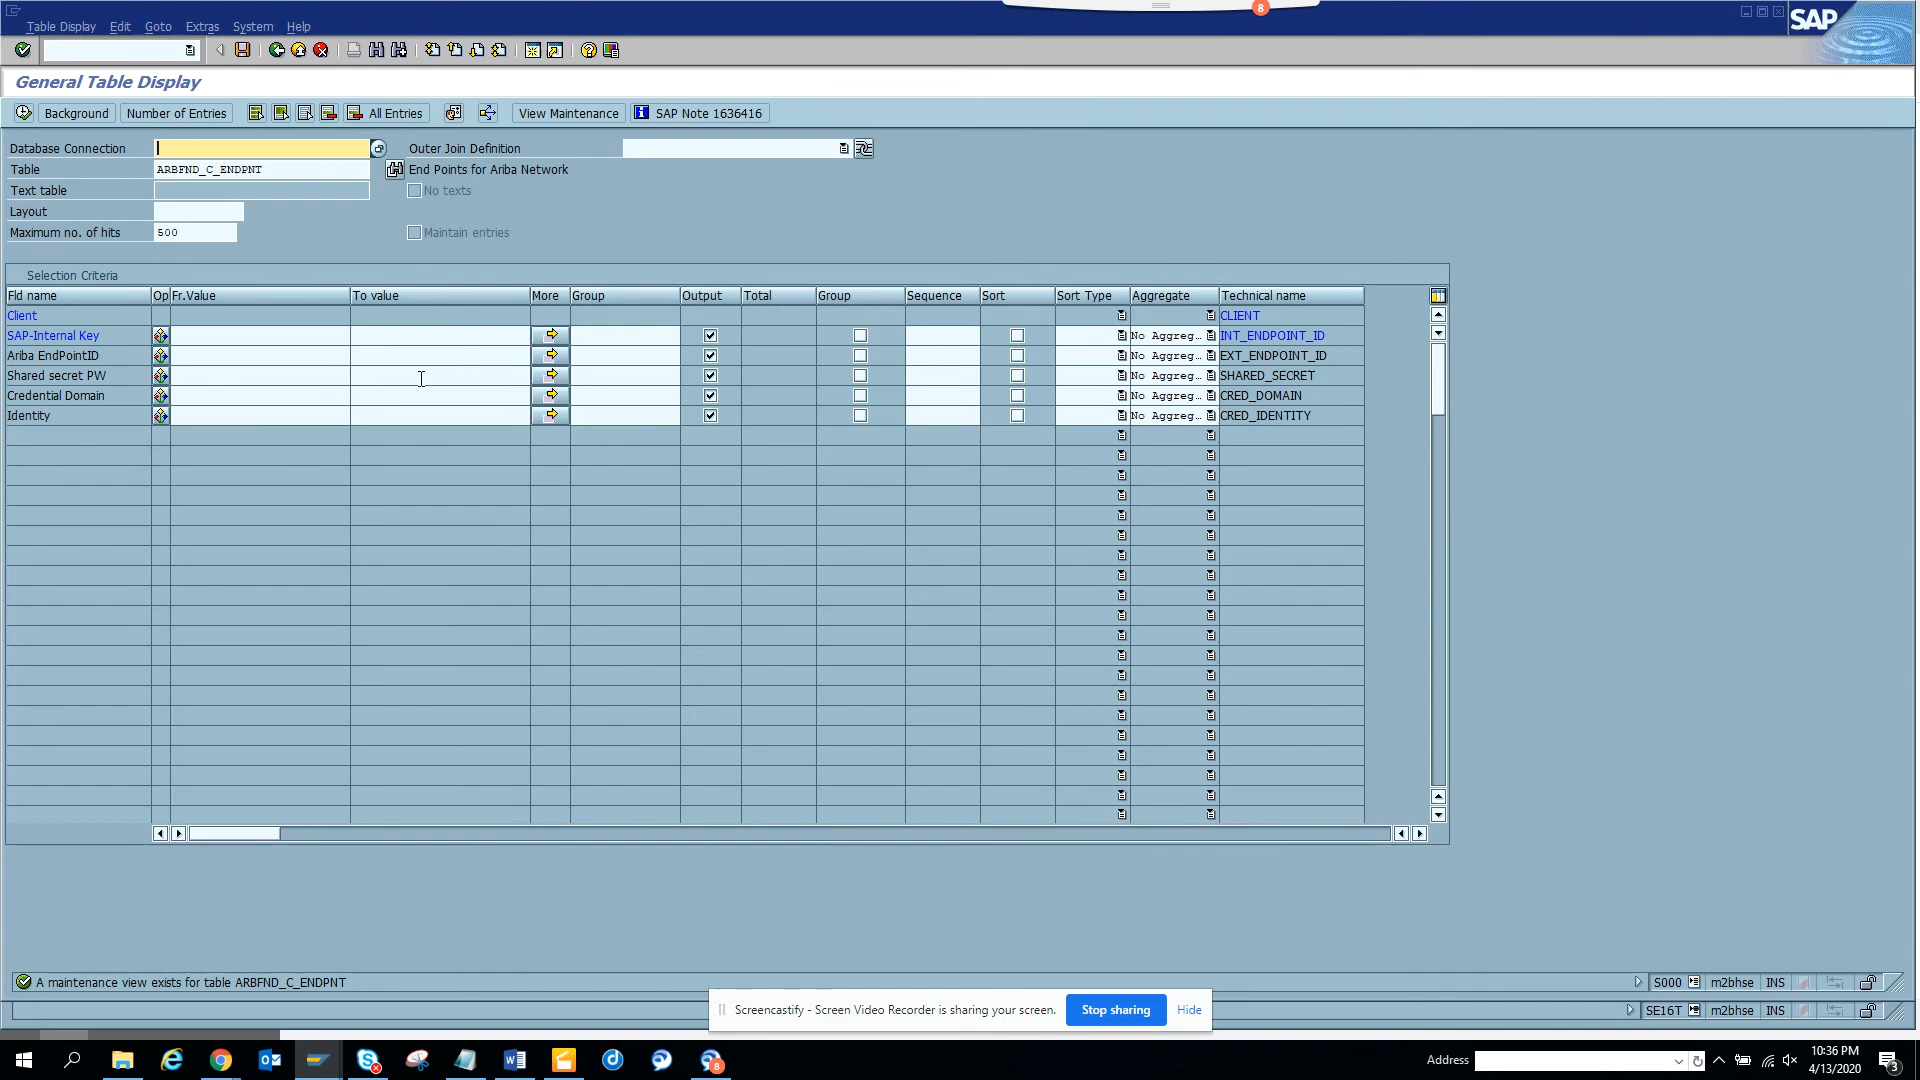 8
SAP
Table Display Edit Goto Extras System Help
General Table Display
Background Number of Entries All Entries View Maintenance SAP Note 1636416
Database Connection Outer Join Definition
Table ARBFND_C_ENDPNT End Points for Ariba Network
Text table No texts
Layout
Maximum no. of hits 500 Maintain entries
Selection Criteria
Fld name Op Fr.Value To value More Group Output Total Group Sequence Sort Sort Type Aggregate Technical name
Client CLIENT
SAP-Internal Key No Aggreg... INT_ENDPOINT_ID
Ariba EndPointID No Aggreg... EXT_ENDPOINT_ID
Shared secret PW No Aggreg... SHARED_SECRET
Credential Domain No Aggreg... CRED_DOMAIN
Identity No Aggreg... CRED_IDENTITY
A maintenance view exists for table ARBFND_C_ENDPNT S000 m2bhse INS
Screencastify - Screen Video Recorder is sharing your screen. Stop sharing Hide
SE16T m2bhse INS
Address
10:36 PM
4/13/2020
8
3